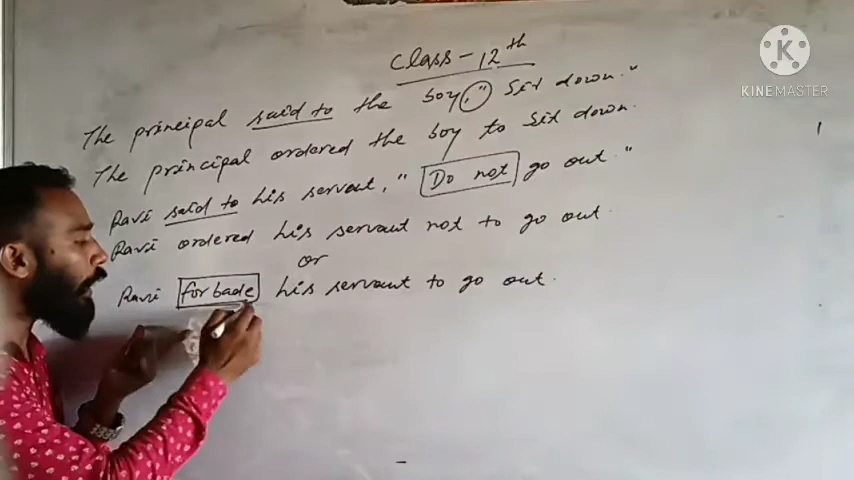 Class - 12th
The principal said to the boy, "Sit down."
The principal ordered the boy to sit down.
Ravi said to his servant, "Do not go out."
Ravi ordered his servant not to go out.
or
Ravi forbade his servant to go out.
K
KINEMASTER